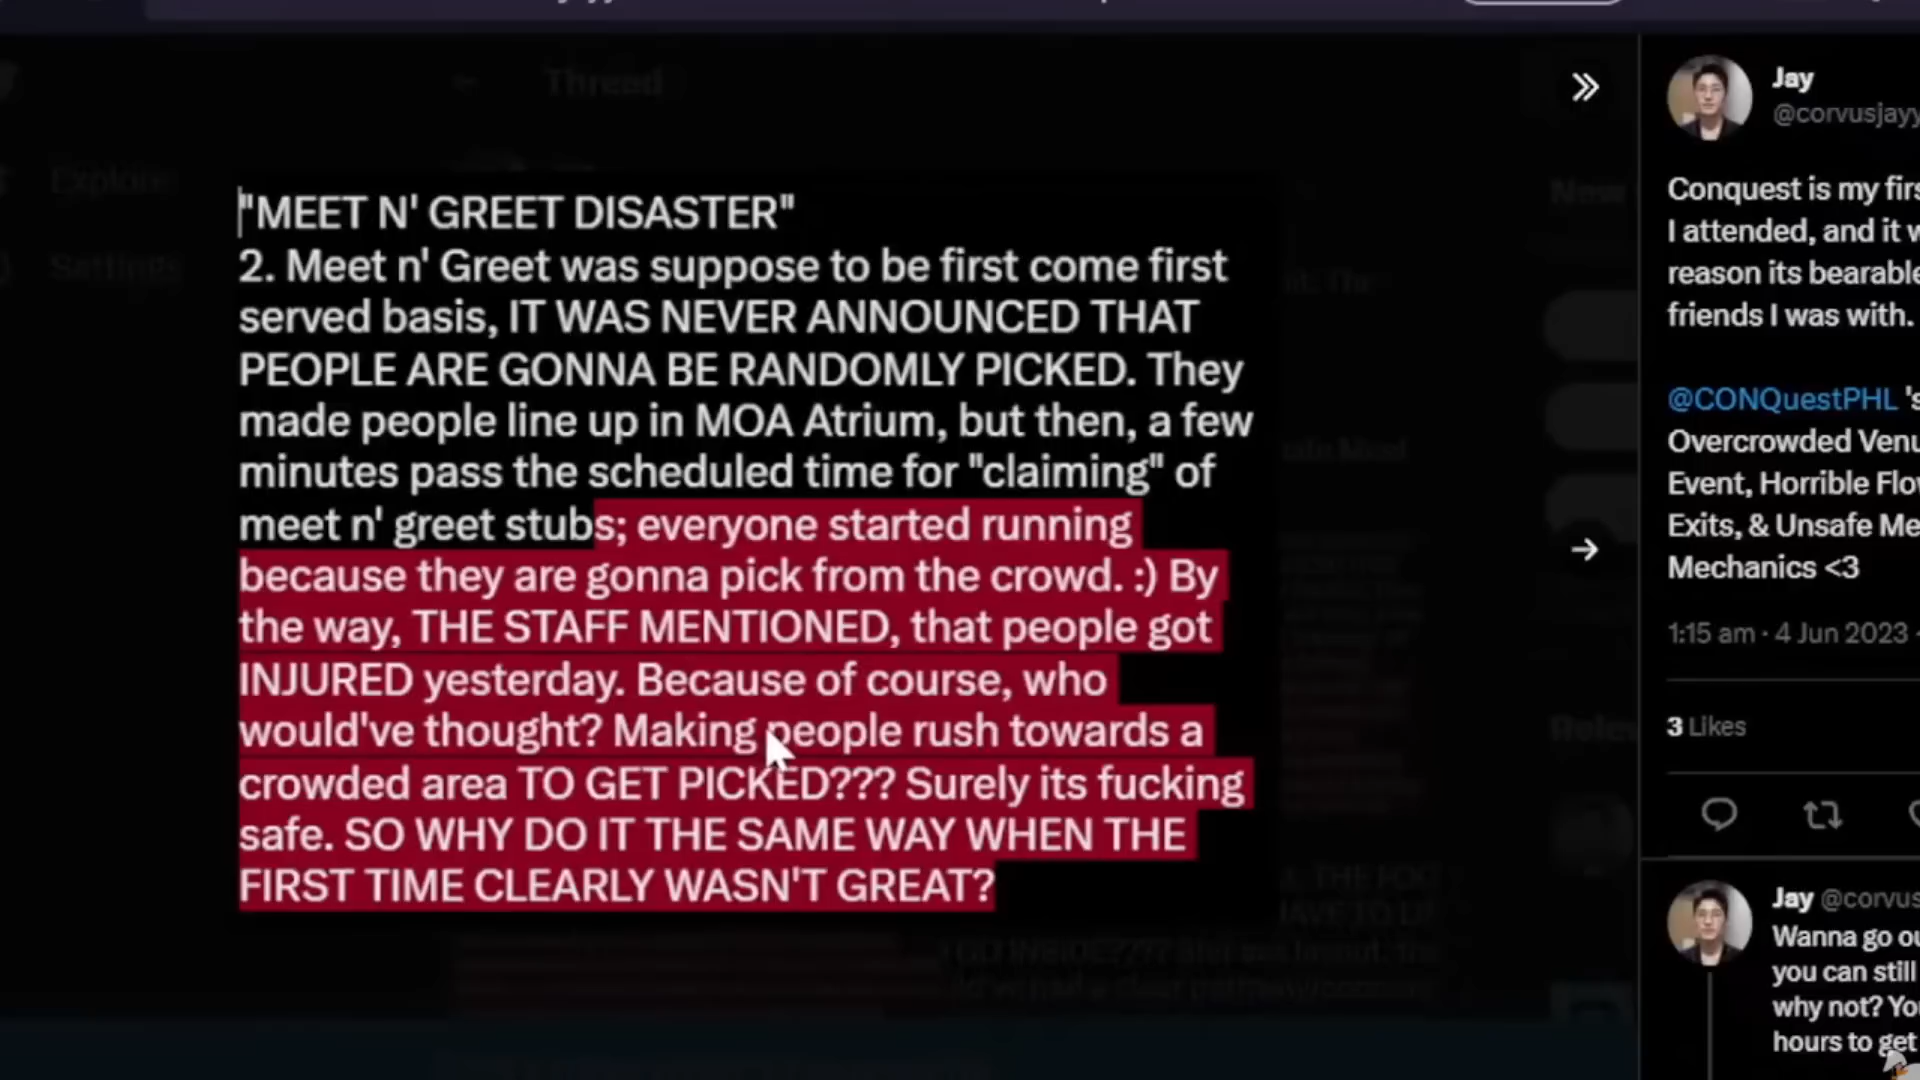 Thread
Explore
Settings
"MEET N' GREET DISASTER"
2. Meet n' Greet was suppose to be first come first
served basis, IT WAS NEVER ANNOUNCED THAT
PEOPLE ARE GONNA BE RANDOMLY PICKED. They
made people line up in MOA Atrium, but then, a few
minutes pass the scheduled time for "claiming" of
meet n' greet stubs; everyone started running
because they are gonna pick from the crowd. :) By
the way, THE STAFF MENTIONED, that people got
INJURED yesterday. Because of course, who
would've thought? Making people rush towards a
crowded area TO GET PICKED??? Surely its fucking
safe. SO WHY DO IT THE SAME WAY WHEN THE
FIRST TIME CLEARLY WASN'T GREAT?
Jay
@corvusjayy
Conquest is my firs
I attended, and it w
reason its bearable
friends I was with.
@CONQuestPHL 's
Overcrowded Venu
Event, Horrible Flo
Exits, & Unsafe Me
Mechanics <3
1:15 am · 4 Jun 2023
3 Likes
Jay @corvus
Wanna go ou
you can still
why not? Yo
hours to get